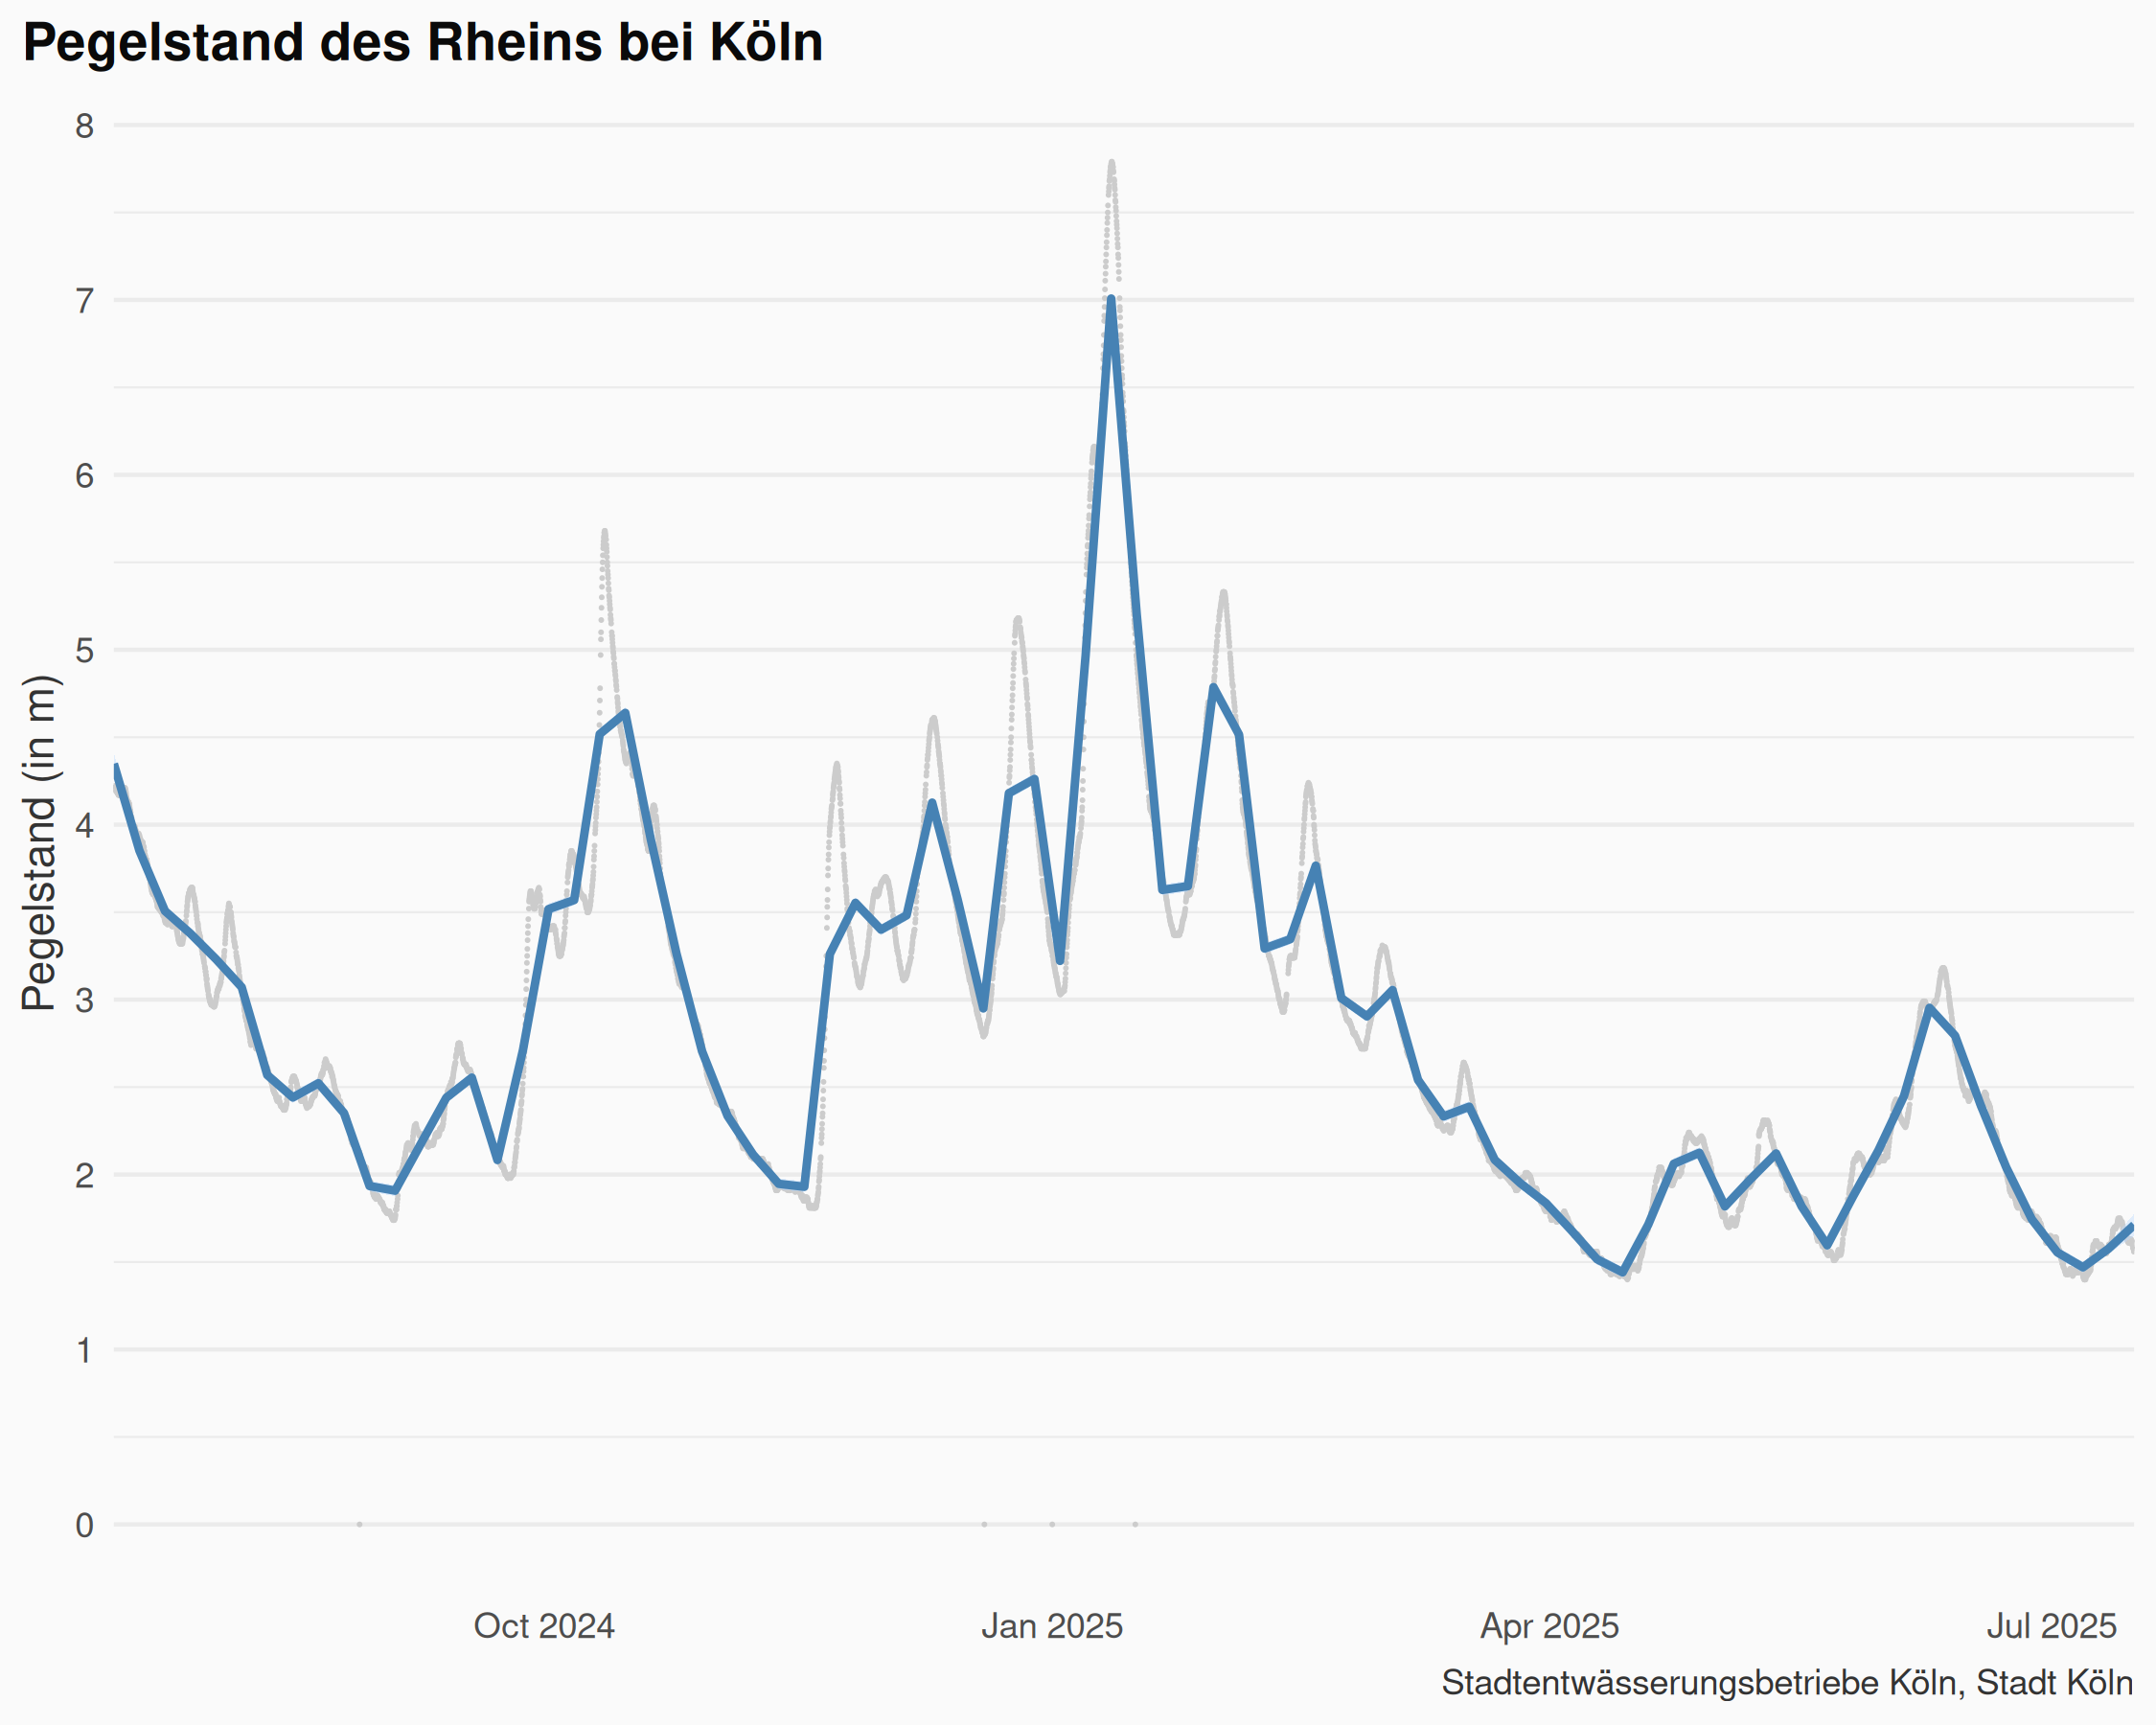 Pegelstand des Rheins bei Köln
Pegelstand (in m)
8
7
6
5
4
3
2
1
0
Oct 2024 Jan 2025 Apr 2025 Jul 2025
Stadtentwässerungsbetriebe Köln, Stadt Köln